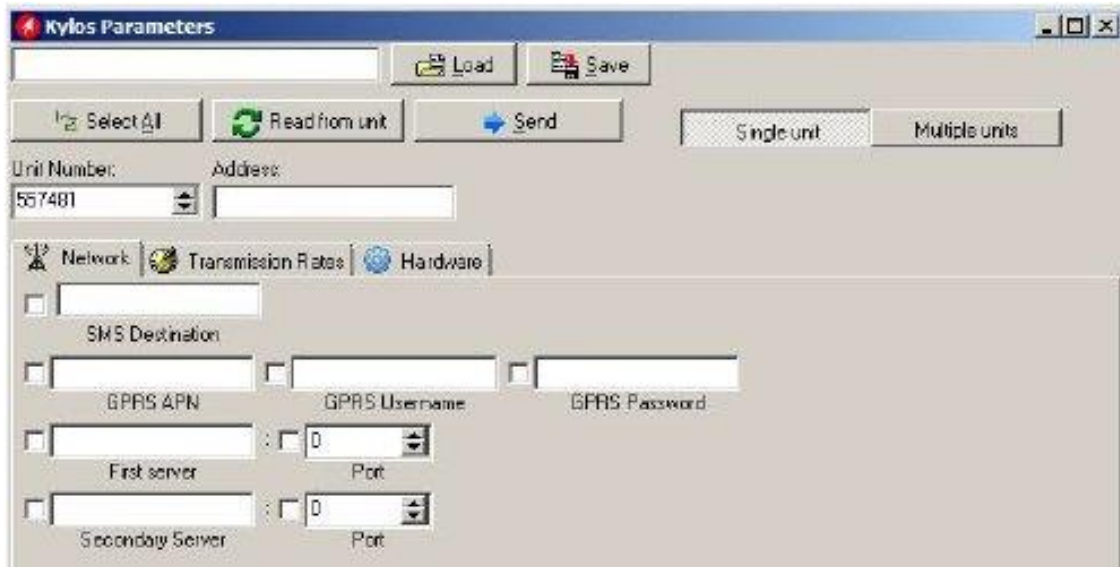 Kylos Parameters
Load Save
Select All Read from unit Send Single unit Multiple units
Unit Number: Address:
557481
Network Transmission Rates Hardware
SMS Destination
GPRS APN GPRS Username GPRS Password
: 0
First server Port
: 0
Secondary Server Port